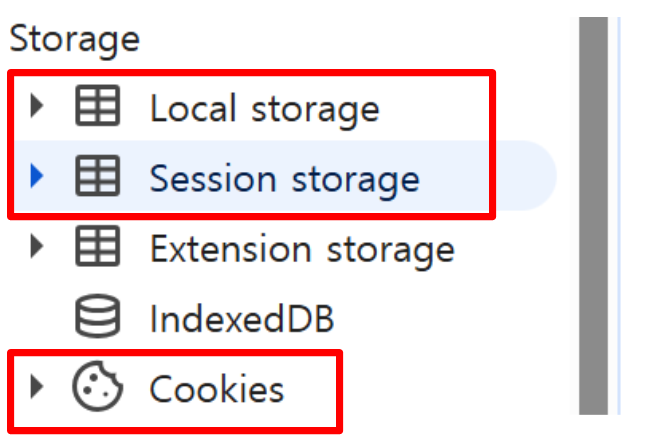 Storage
Local storage
Session storage
Extension storage
IndexedDB
Cookies